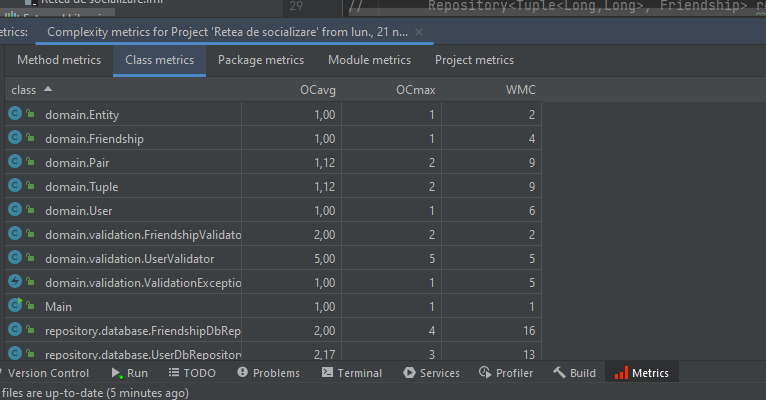 29 // Repository<Tuple<Long,Long>, Friendship> r
etrics: Complexity metrics for Project 'Retea de socializare' from lun., 21 n... ×
Method metrics Class metrics Package metrics Module metrics Project metrics
class OCavg OCmax WMC
domain.Entity 1,00 1 2
domain.Friendship 1,00 1 4
domain.Pair 1,12 2 9
domain.Tuple 1,12 2 9
domain.User 1,00 1 6
domain.validation.FriendshipValidato 2,00 2 2
domain.validation.UserValidator 5,00 5 5
domain.validation.ValidationExceptio 1,00 1 5
Main 1,00 1 1
repository.database.FriendshipDbRep 2,00 4 16
repository.database.UserDbRepository 2,17 3 13
Version Control Run TODO Problems Terminal Services Profiler Build Metrics
files are up-to-date (5 minutes ago)